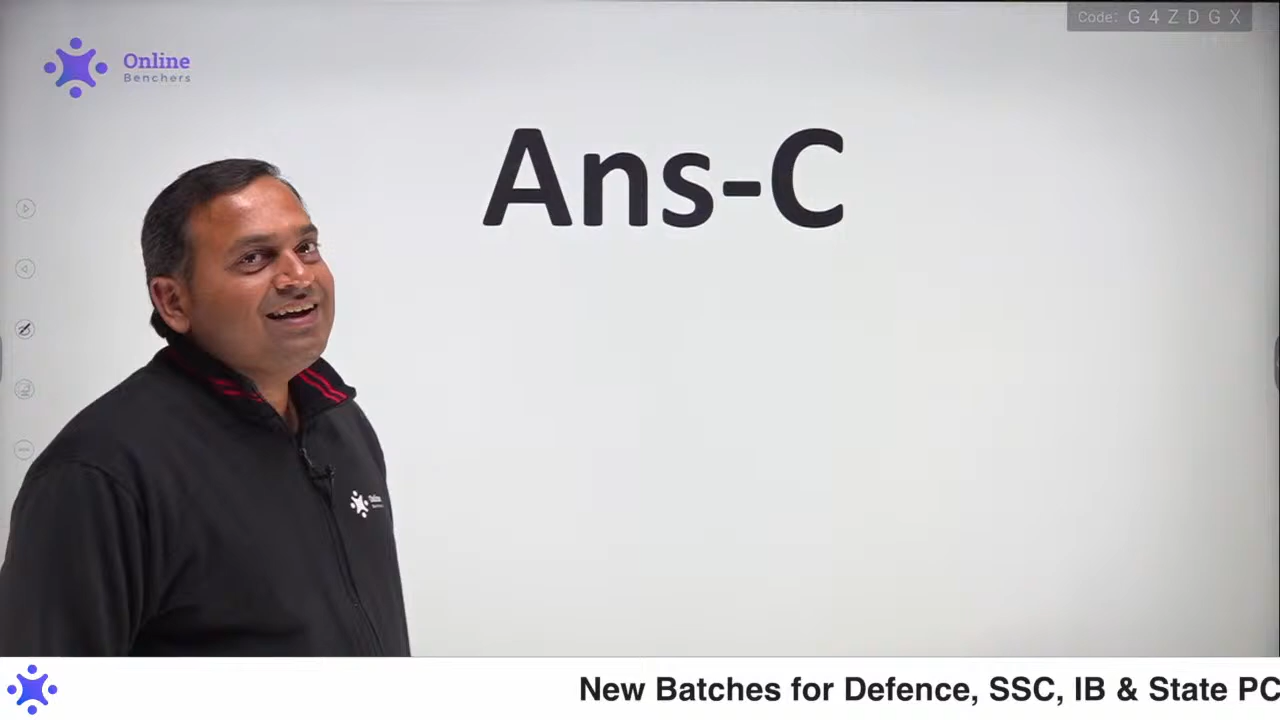 Code: G 4 Z D G X
Online
Benchers
Ans-C
New Batches for Defence, SSC, IB & State PC